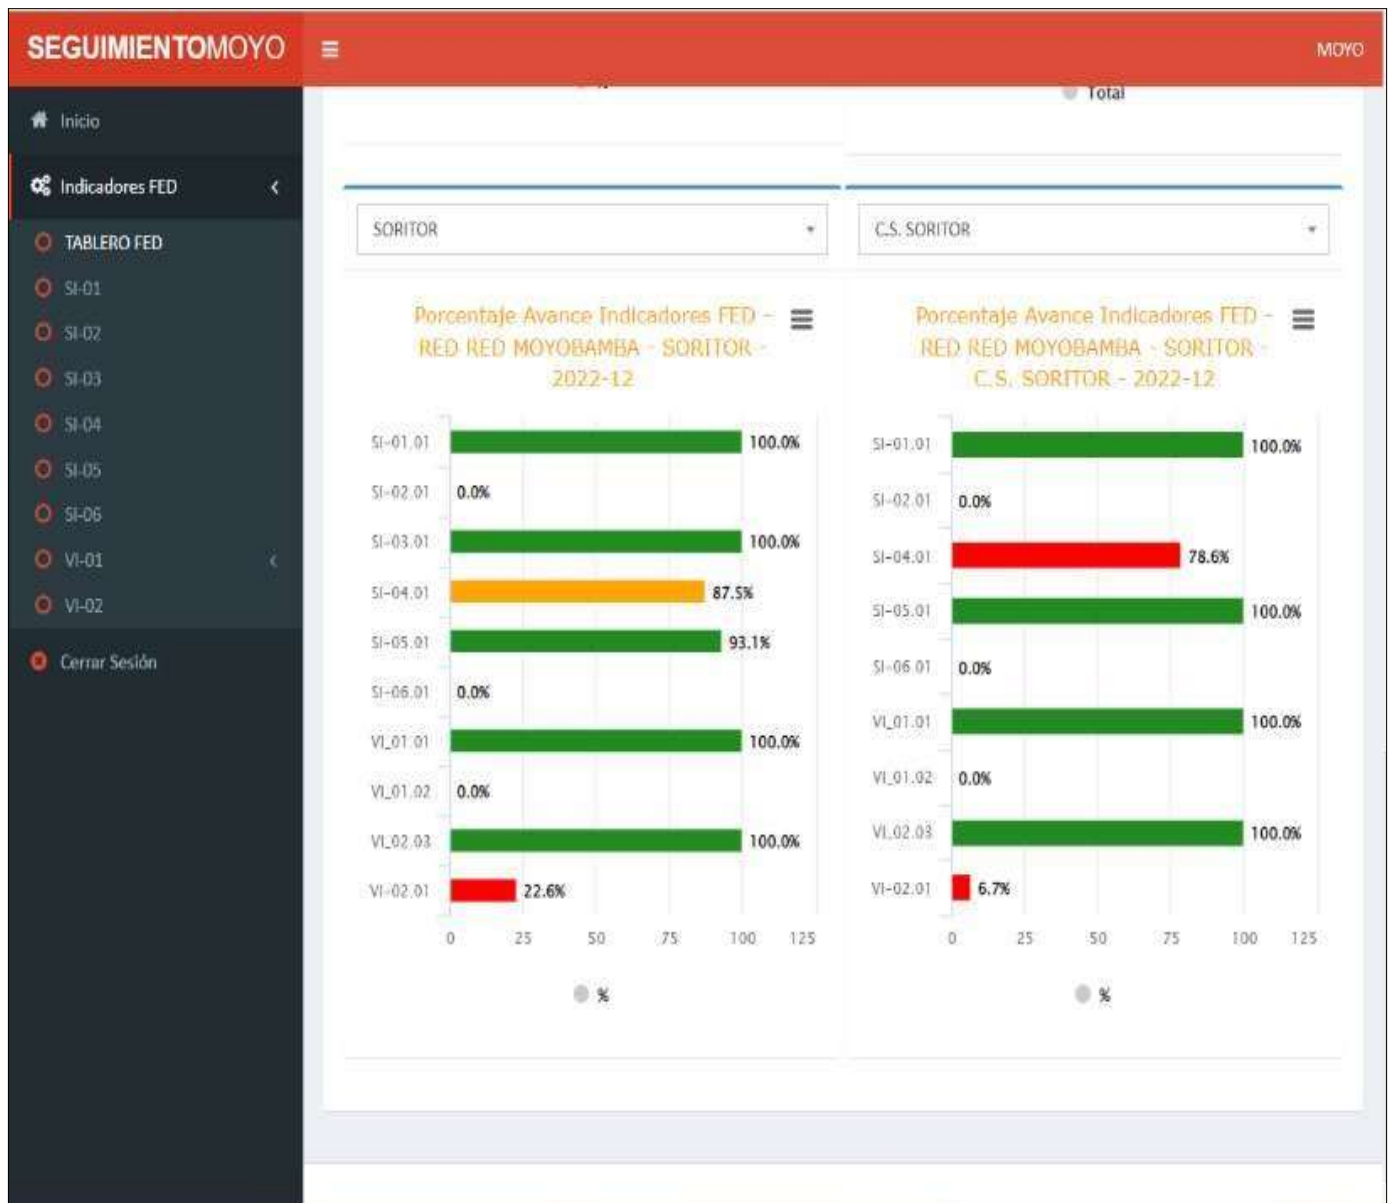 SEGUIMIENTOMOYO
MOYO
Inicio
Indicadores FED
TABLERO FED
SI-01
SI-02
SI-03
SI-04
SI-05
SI-06
VI-01
VI-02
Cerrar Sesión
Total
SORITOR
Porcentaje Avance Indicadores FED -
RED RED MOYOBAMBA - SORITOR -
2022-12
SI-01.01 100.0%
SI-02.01 0.0%
SI-03.01 100.0%
SI-04.01 87.5%
SI-05.01 93.1%
SI-06.01 0.0%
VI_01.01 100.0%
VI_01.02 0.0%
VI_02.03 100.0%
VI-02.01 22.6%
0 25 50 75 100 125
%
C.S. SORITOR
Porcentaje Avance Indicadores FED -
RED RED MOYOBAMBA - SORITOR -
C.S. SORITOR - 2022-12
SI-01.01 100.0%
SI-02.01 0.0%
SI-04.01 78.6%
SI-05.01 100.0%
SI-06.01 0.0%
VI_01.01 100.0%
VI_01.02 0.0%
VI_02.03 100.0%
VI-02.01 6.7%
0 25 50 75 100 125
%